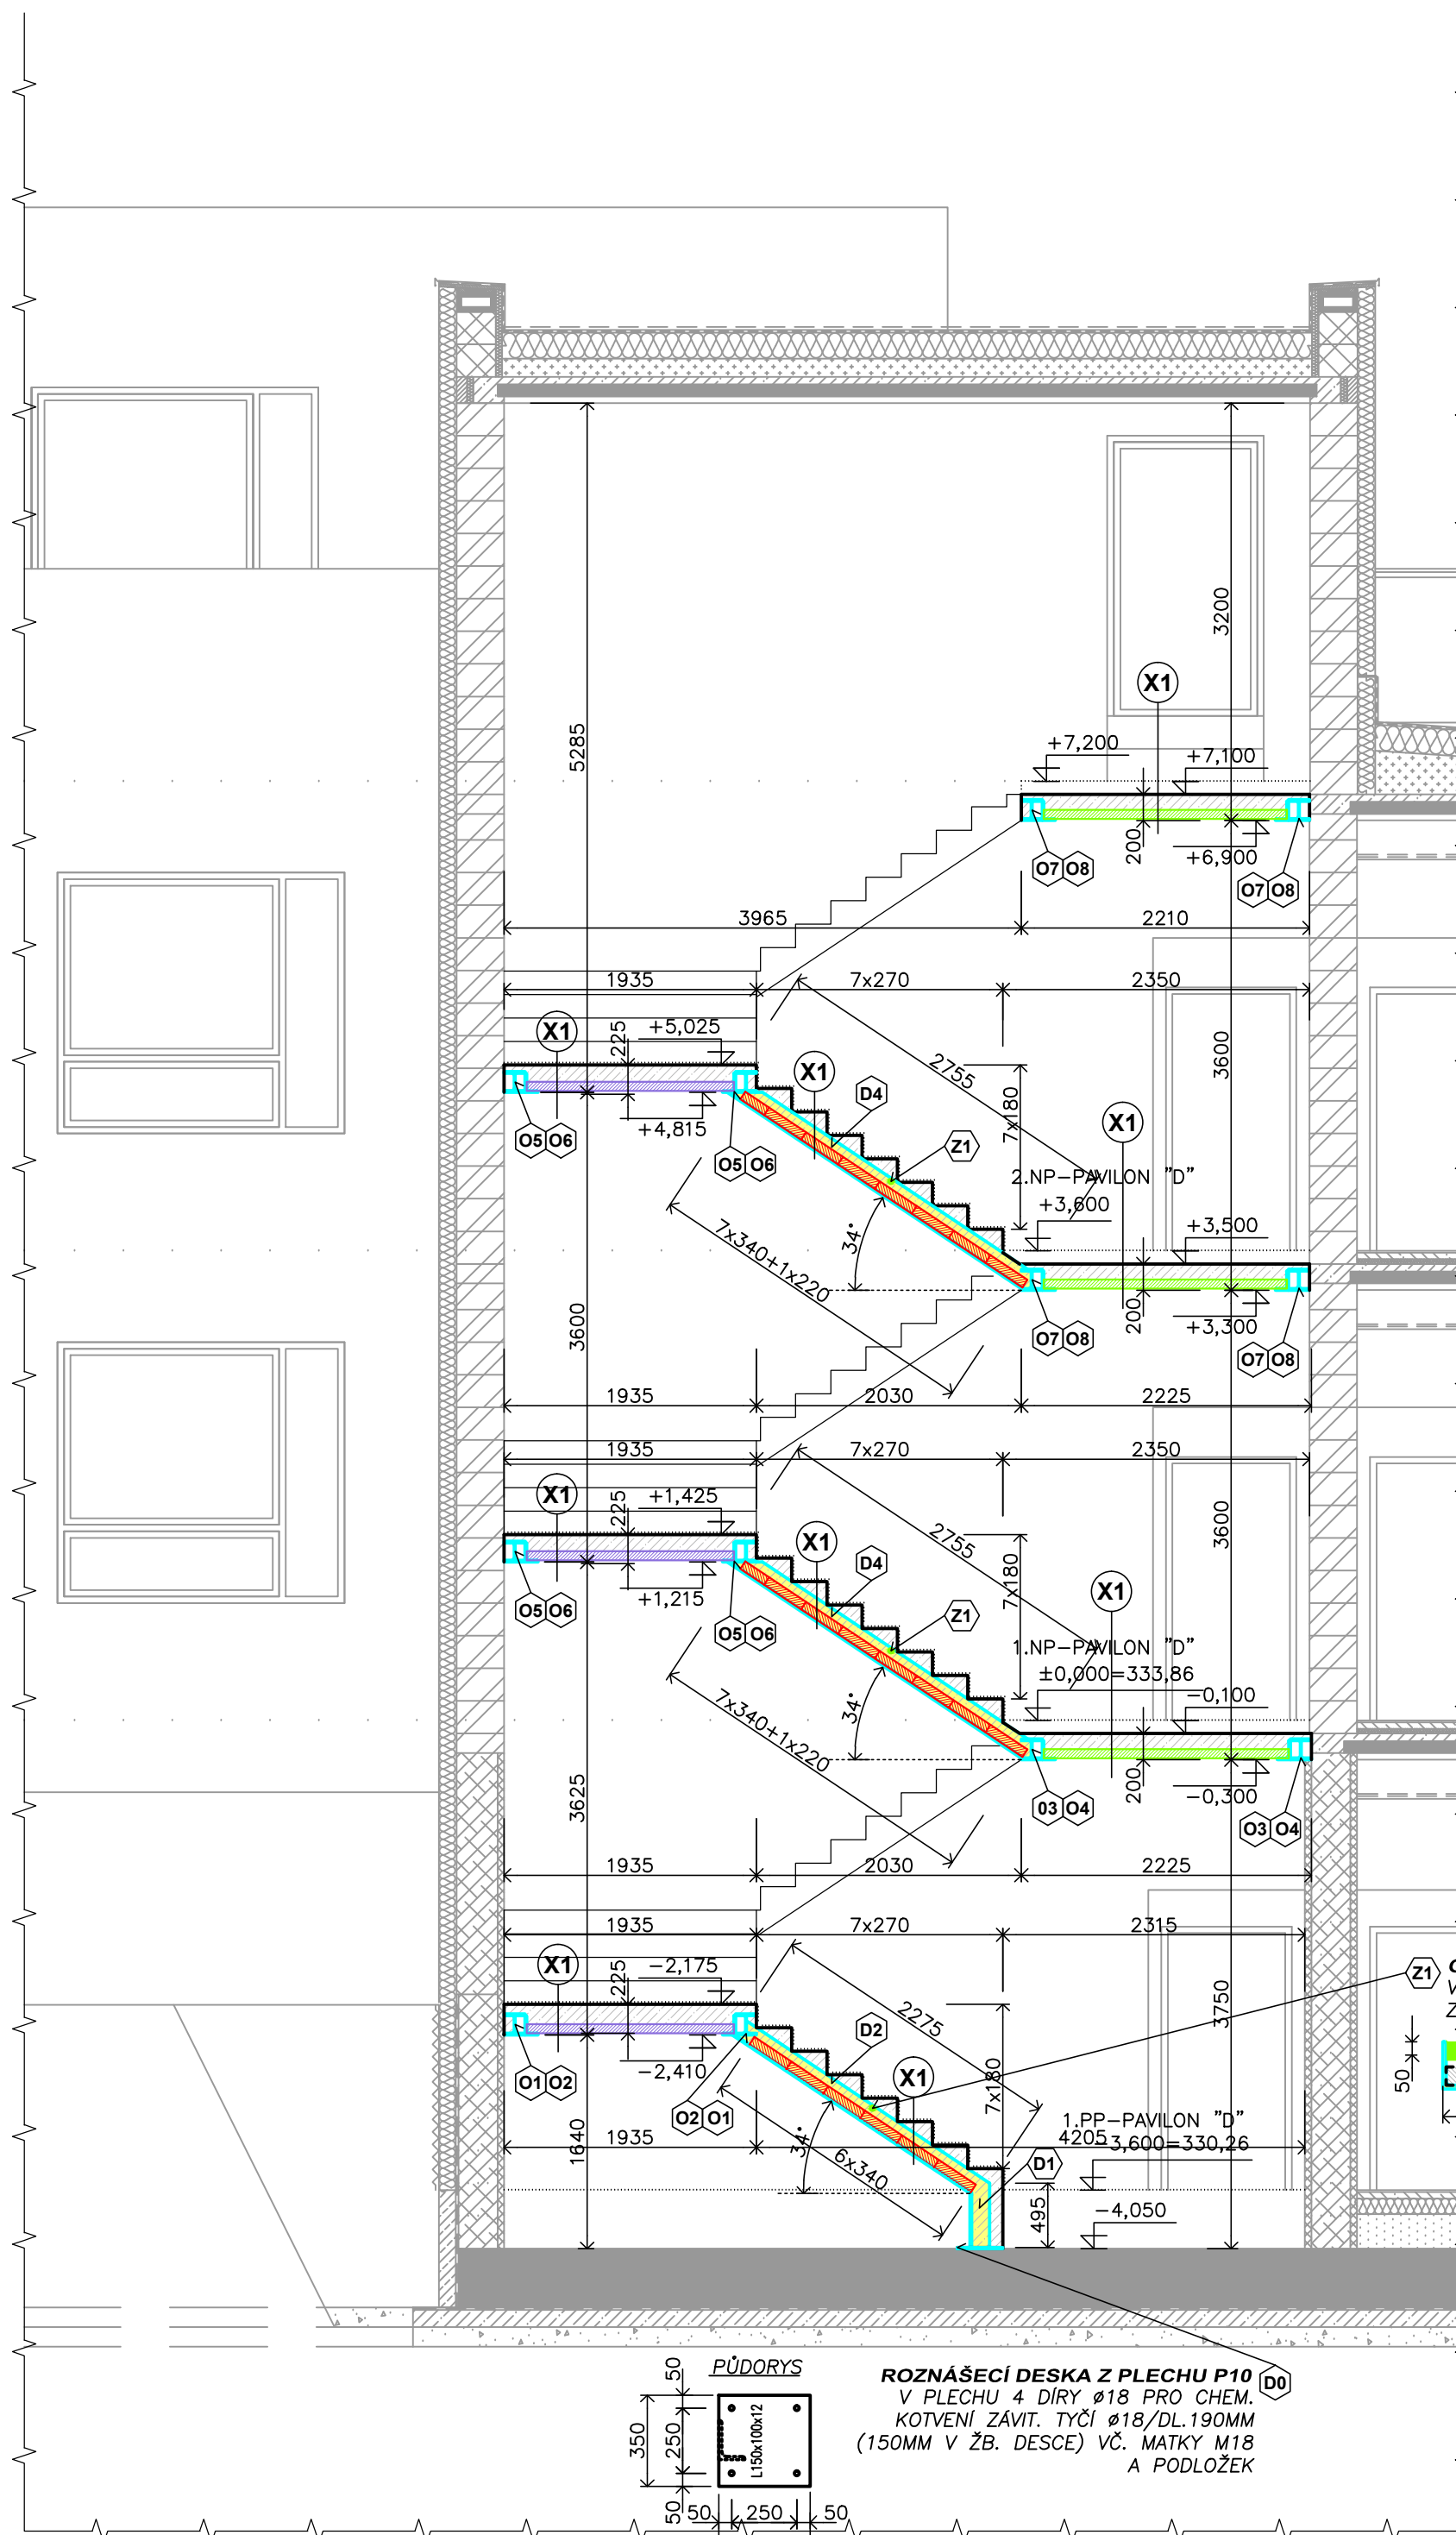 5285
3200
X1
+7,200
+7,100
200
+6,900
O7 O8
O7 O8
3965
2210
1935
7x270
2350
X1
225
+5,025
2755
3600
X1
D4
7x180
X1
+4,815
O5 O6
O5 O6
Z1
2.NP-PAVILON "D"
+3,600
+3,500
34°
7x340+1x220
200
+3,300
3600
O7 O8
O7 O8
1935
2030
2225
1935
7x270
2350
X1
225
+1,425
2755
3600
X1
D4
7x180
X1
+1,215
O5 O6
O5 O6
Z1
1.NP-PAVILON "D"
±0,000=333,86
-0,100
34°
7x340+1x220
200
-0,300
3625
03 O4
O3 O4
1935
2030
2225
1935
7x270
2315
X1
225
-2,175
2275
3750
Z1
D2
X1
7x180
-2,410
O1 O2
O2 O1
50
1.PP-PAVILON "D"
1640
1935
34°
4205
-3,600=330,26
6x340
D1
495
-4,050
PŮDORYS
50
350
250
50
L150x100x12
50
250
50
ROZNÁŠECÍ DESKA Z PLECHU P10
D0
V PLECHU 4 DÍRY ø18 PRO CHEM.
KOTVENÍ ZÁVIT. TYČÍ ø18/DL.190MM
(150MM V ŽB. DESCE) VČ. MATKY M18
A PODLOŽEK